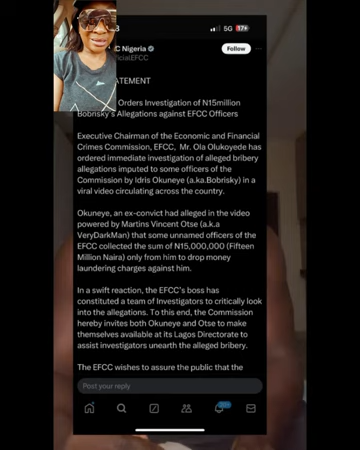 5G 17+
C Nigeria
ficialEFCC
Follow
ATEMENT
Orders Investigation of N15million
Bobrisky's Allegations against EFCC Officers
Executive Chairman of the Economic and Financial
Crimes Commission, EFCC, Mr. Ola Olukoyede has
ordered immediate investigation of alleged bribery
allegations imputed to some officers of the
Commission by Idris Okuneye (a.k.a.Bobrisky) in a
viral video circulating across the country.
Okuneye, an ex-convict had alleged in the video
powered by Martins Vincent Otse (a.k.a
VeryDarkMan) that some unnamed officers of the
EFCC collected the sum of N15,000,000 (Fifteen
Million Naira) only from him to drop money
laundering charges against him.
In a swift reaction, the EFCC's boss has
constituted a team of Investigators to critically look
into the allegations. To this end, the Commission
hereby invites both Okuneye and Otse to make
themselves available at its Lagos Directorate to
assist investigators unearth the alleged bribery.
The EFCC wishes to assure the public that the
Post your reply